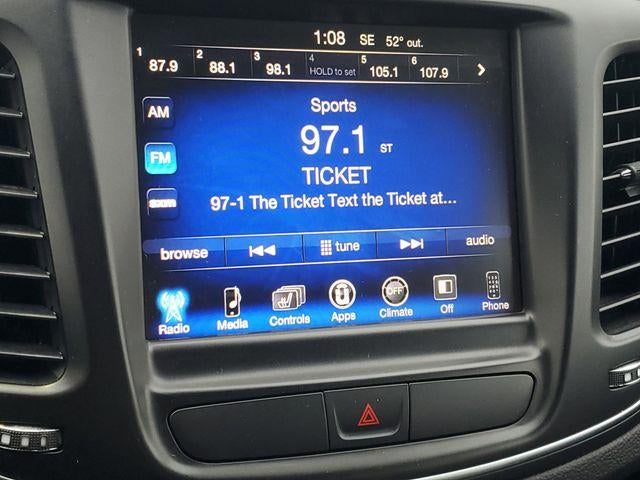 1:08 SE 52° out.
1 87.9 2 88.1 3 98.1 4 HOLD to set 5 105.1 6 107.9
Sports
AM
97.1 ST
FM
TICKET
sxm
97-1 The Ticket Text the Ticket at...
browse tune audio
OFF
Radio Media Controls Apps Climate Off Phone